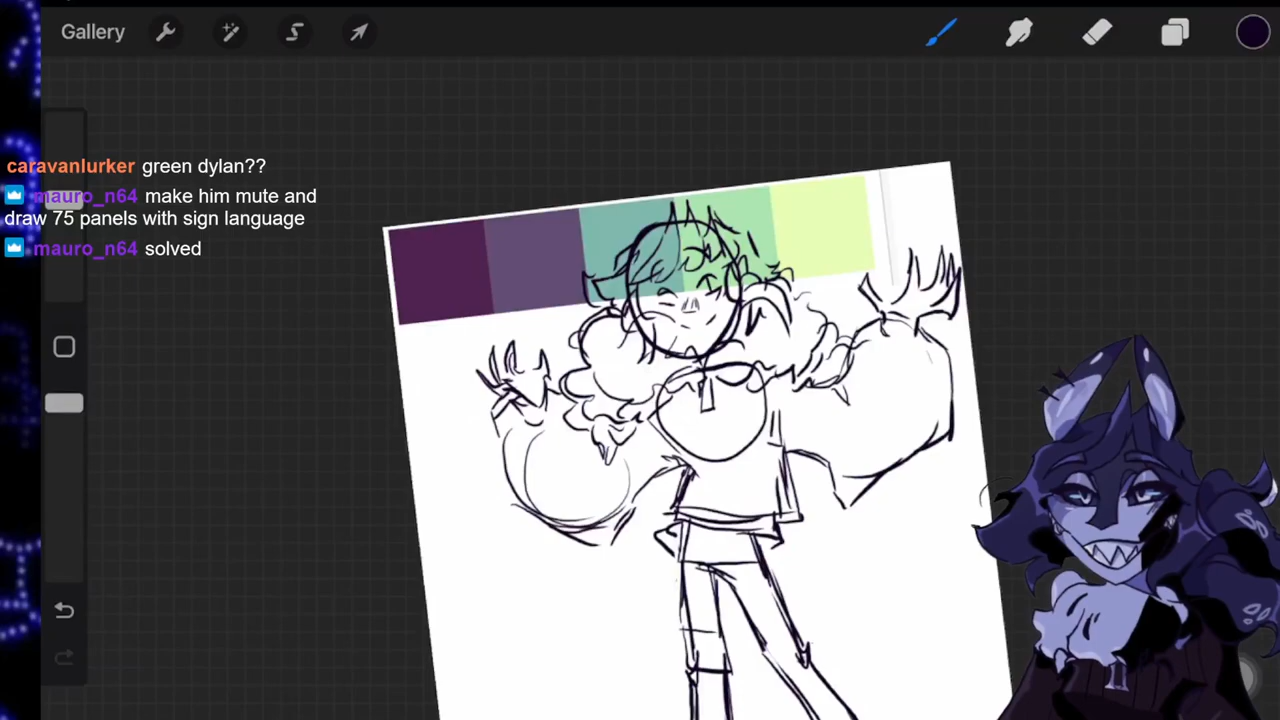 Gallery
caravanlurker green dylan??
mauro_n64 make him mute and
draw 75 panels with sign language
mauro_n64 solved